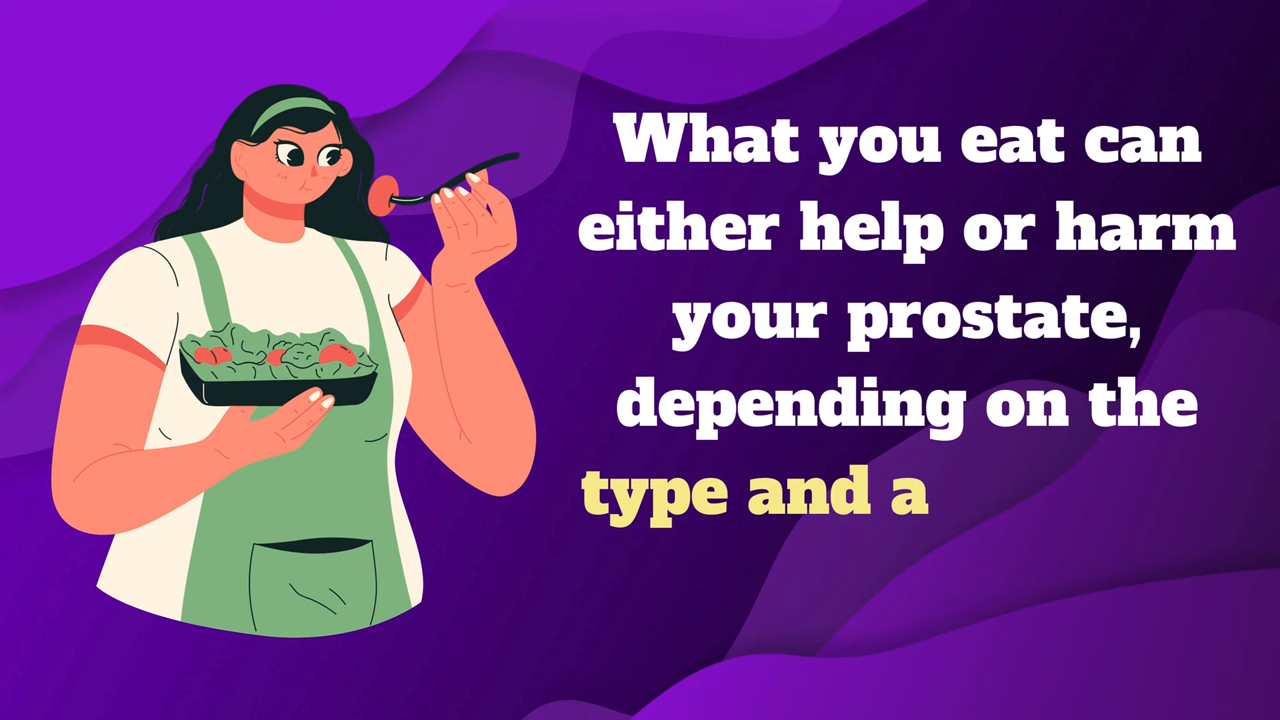 What you eat can
either help or harm
your prostate,
depending on the
type and a